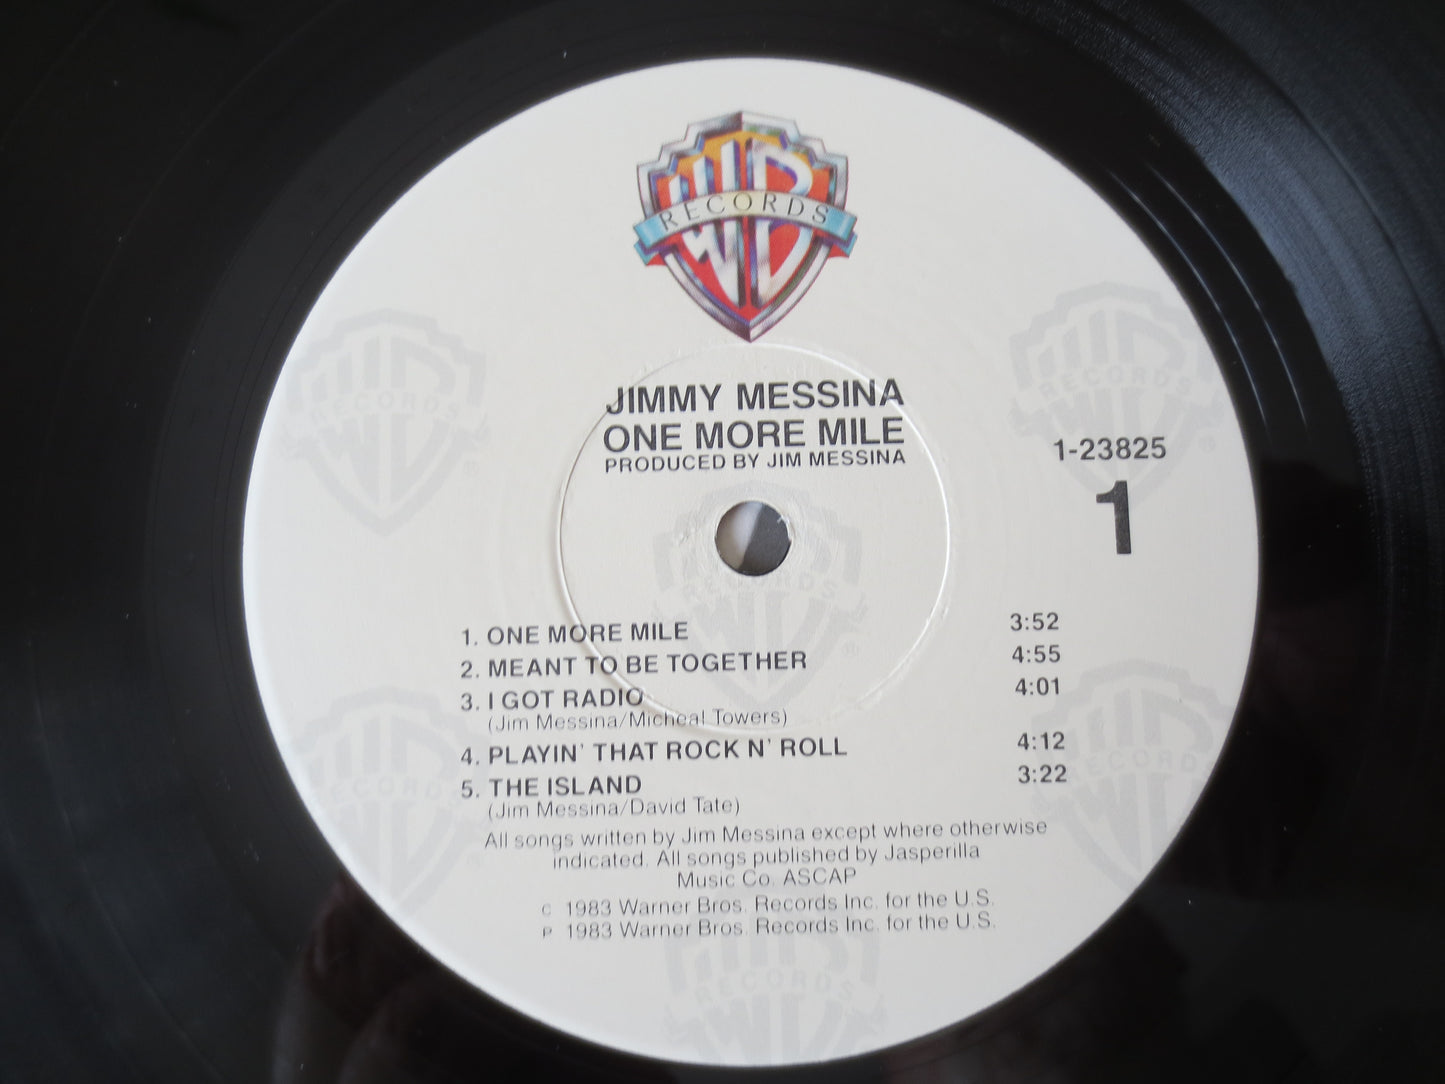 WB
RECORDS
JIMMY MESSINA
ONE MORE MILE
PRODUCED BY JIM MESSINA
1-23825
1
1. ONE MORE MILE 3:52
2. MEANT TO BE TOGETHER 4:55
3. I GOT RADIO 4:01
(Jim Messina/Micheal Towers)
4. PLAYIN' THAT ROCK N' ROLL 4:12
5. THE ISLAND 3:22
(Jim Messina/David Tate)
All songs written by Jim Messina except where otherwise
indicated. All songs published by Jasperilla
Music Co. ASCAP
C 1983 Warner Bros. Records Inc. for the U.S.
P 1983 Warner Bros. Records Inc. for the U.S.